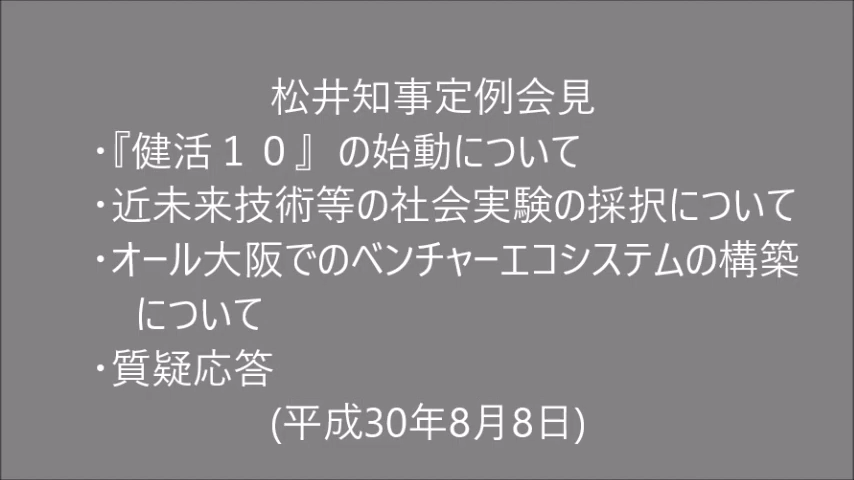 松井知事定例会見
・『健活１０』の始動について
・近未来技術等の社会実験の採択について
・オール大阪でのベンチャーエコシステムの構築
について
・質疑応答
(平成30年8月8日)